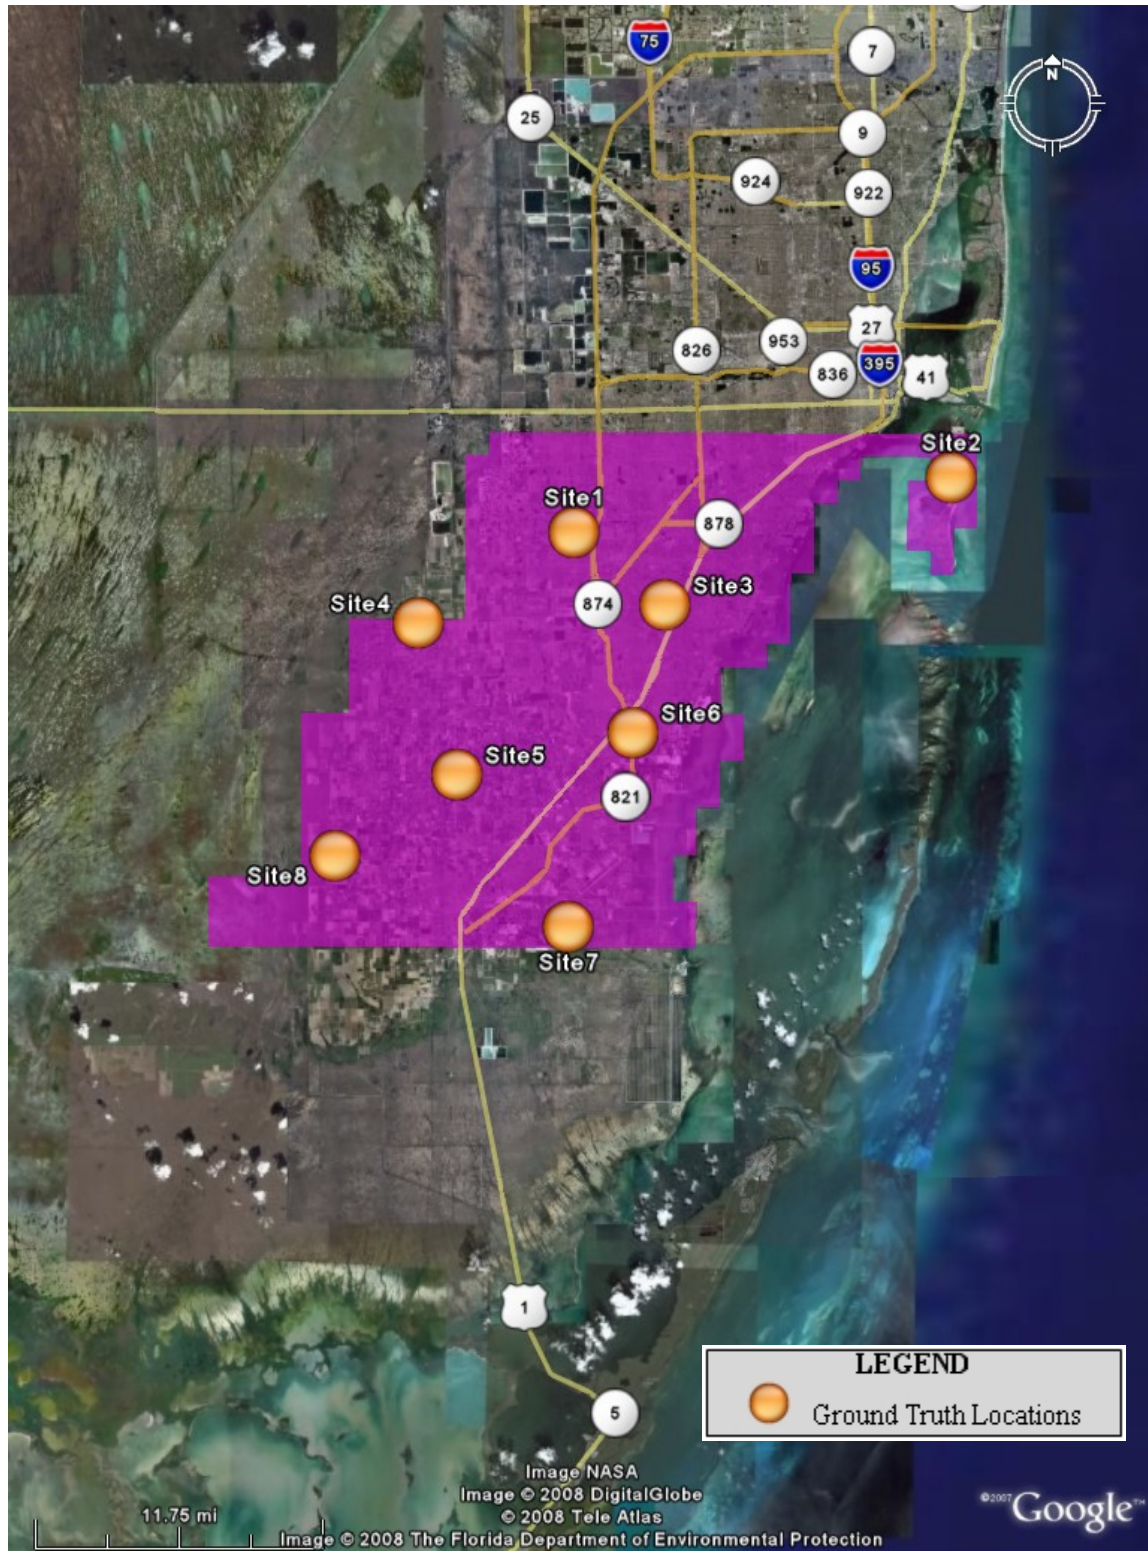 75
7
N
25
9
924
922
95
27
953
826
395
836
41
Site2
Site1
878
Site3
874
Site4
Site6
Site5
821
Site8
Site7
1
LEGEND
Ground Truth Locations
5
Image NASA
Image © 2008 DigitalGlobe
© 2008 Tele Atlas
Image © 2008 The Florida Department of Environmental Protection
11.75 mi
©2007 Google™